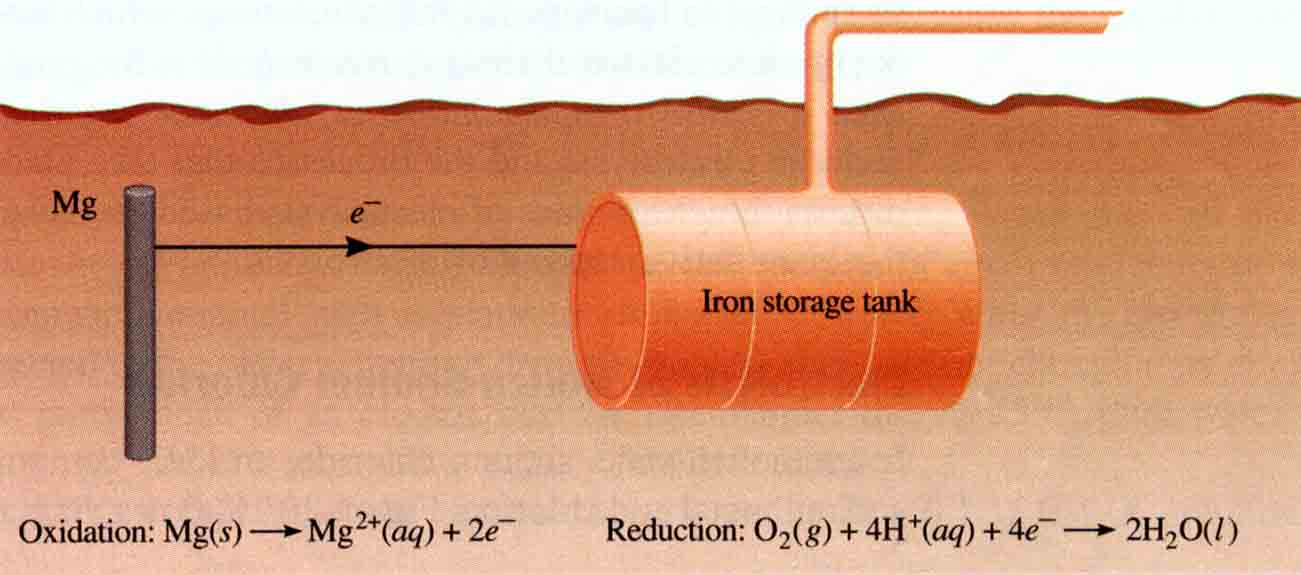 Mg
e⁻
Iron storage tank
Oxidation: Mg(s) ⟶ Mg²⁺(aq) + 2e⁻
Reduction: O₂(g) + 4H⁺(aq) + 4e⁻ ⟶ 2H₂O(l)